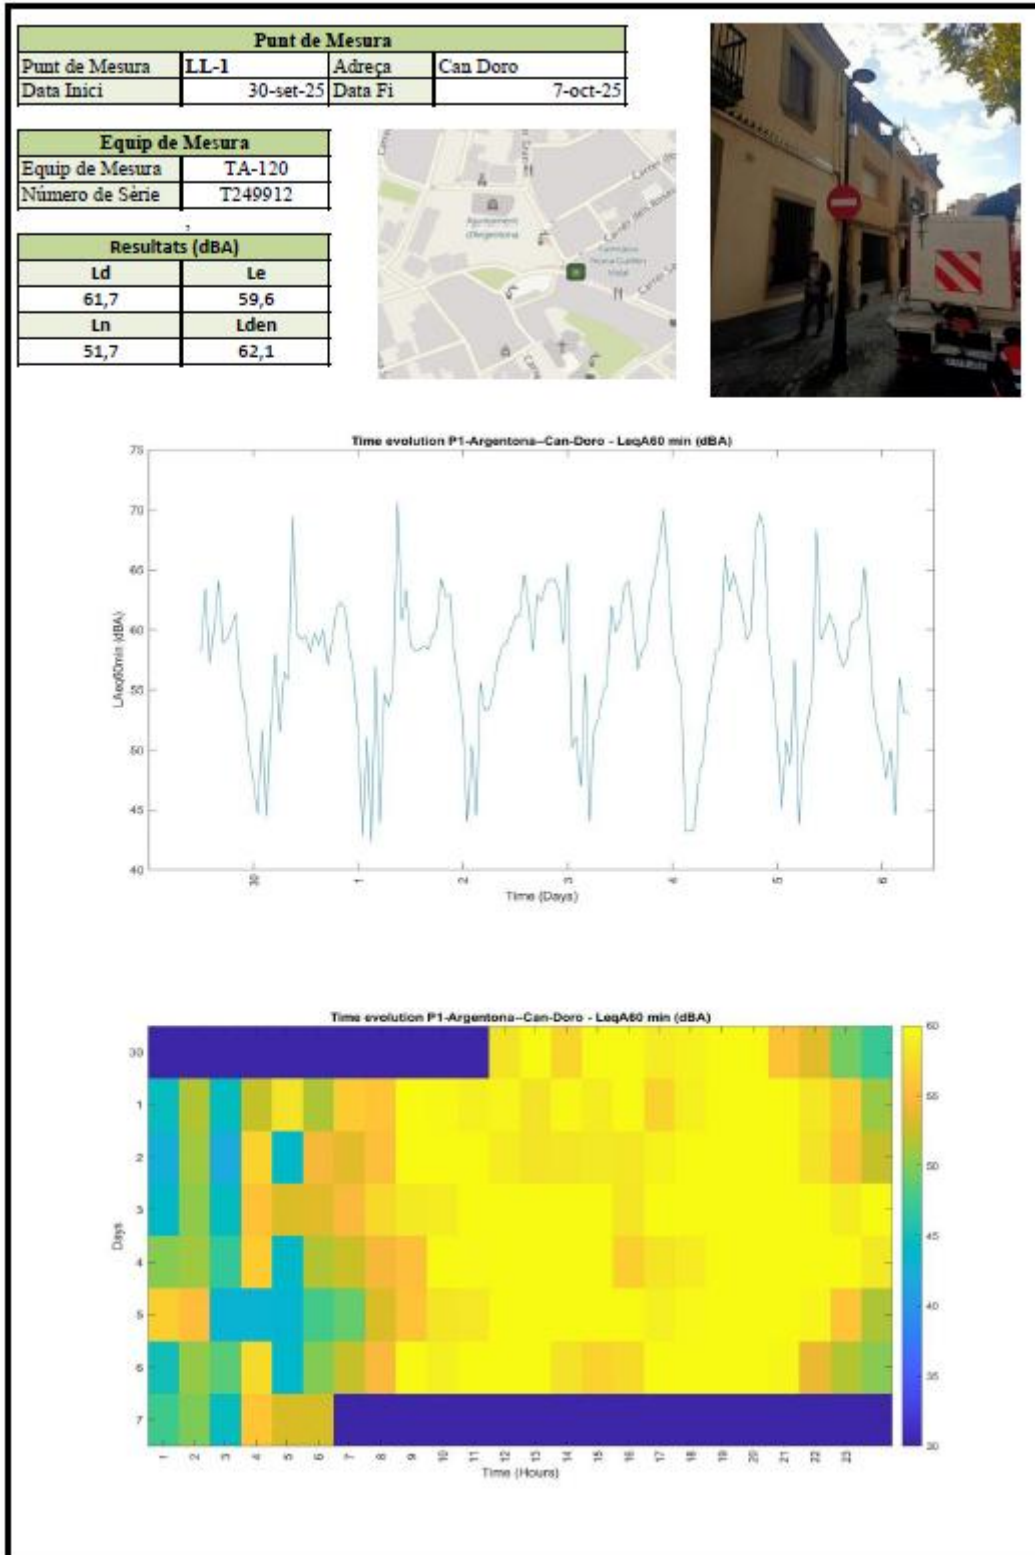 Punt de Mesura
Punt de Mesura LL-1 Adreça Can Doro
Data Inici 30-set-25 Data Fi 7-oct-25
Equip de Mesura
Equip de Mesura TA-120
Número de Sèrie T249912
,
Resultats (dBA)
Ld Le
61,7 59,6
Ln Lden
51,7 62,1
Ajuntament
d'Argentona
Carrer dels Roses
Time evolution P1-Argentona--Can-Doro - LeqA60 min (dBA)
75
70
65
60
55
50
45
40
LAeq60min (dBA)
30 1 2 3 4 5 6
Time (Days)
Time evolution P1-Argentona--Can-Doro - LeqA60 min (dBA)
30
1
2
3
4
5
6
7
Days
1 2 3 4 5 6 7 8 9 10 11 12 13 14 15 16 17 18 19 20 21 22 23
Time (Hours)
60
55
50
45
40
35
30